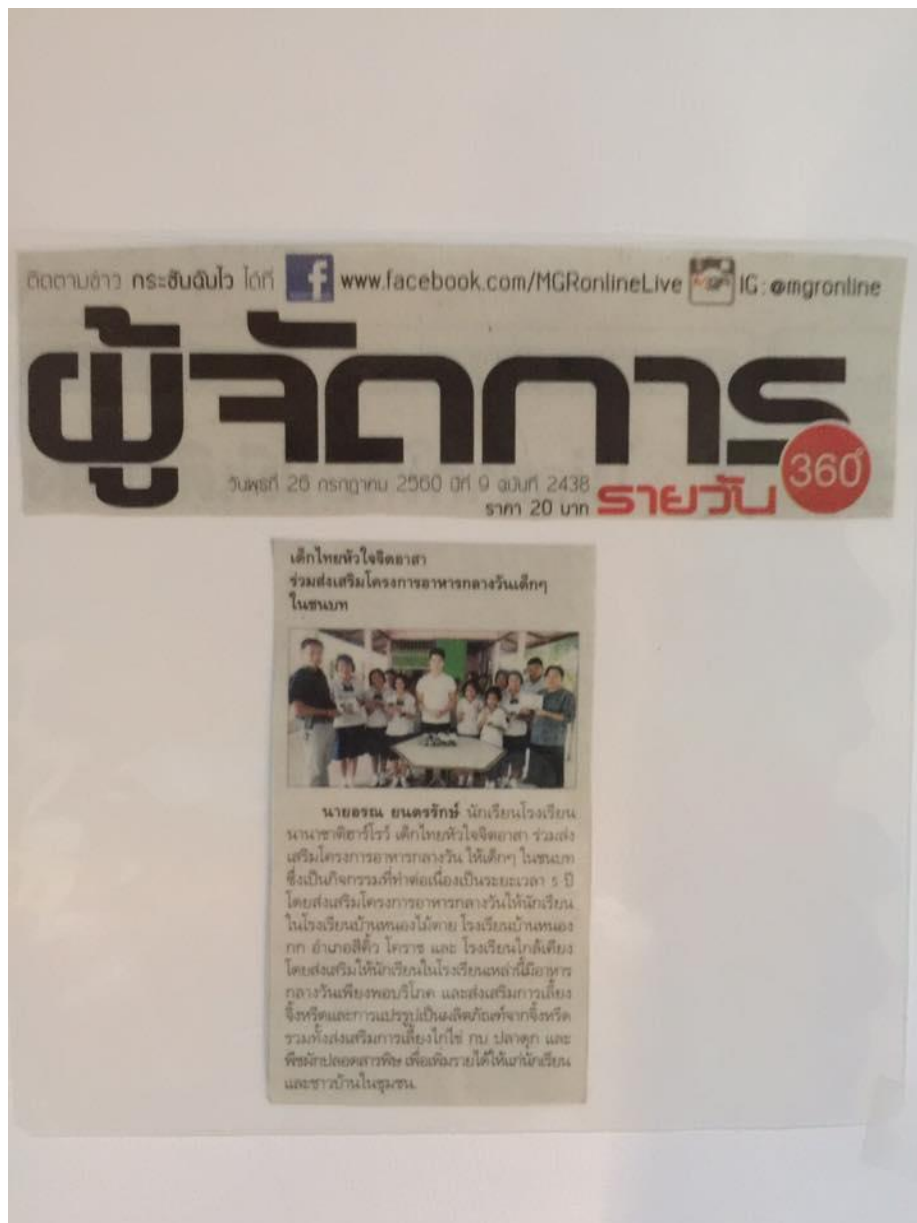 ติดตามข่าว กระชับฉับไว ได้ที่ f www.facebook.com/MGRonlineLive IG : @mgronline
ผู้จัดการ
360º
รายวัน
วันพุธที่ 26 กรกฎาคม 2560 ปีที่ 9 ฉบับที่ 2438
ราคา 20 บาท
เด็กไทยหัวใจจิตอาสา
ร่วมส่งเสริมโครงการอาหารกลางวันเด็กๆ
ในชนบท
นายอรณ ยนตรรักษ์ นักเรียนโรงเรียน
นานาชาติฮาร์โรว์ เด็กไทยหัวใจจิตอาสา ร่วมส่ง
เสริมโครงการอาหารกลางวัน ให้เด็กๆ ในชนบท
ซึ่งเป็นกิจกรรมที่ทำต่อเนื่องเป็นระยะเวลา 5 ปี
โดยส่งเสริมโครงการอาหารกลางวันให้นักเรียน
ในโรงเรียนบ้านหนองไม้ตาย โรงเรียนบ้านหนอง
กก อำเภอสีคิ้ว โคราช และ โรงเรียนใกล้เคียง
โดยส่งเสริมให้นักเรียนในโรงเรียนเหล่านี้มีอาหาร
กลางวันเพียงพอบริโภค และส่งเสริมการเลี้ยง
จิ้งหรีดและการแปรรูปเป็นผลิตภัณฑ์จากจิ้งหรีด
รวมทั้งส่งเสริมการเลี้ยงไก่ไข่ กบ ปลาดุก และ
พืชผักปลอดสารพิษ เพื่อเพิ่มรายได้ให้แก่นักเรียน
และชาวบ้านในชุมชน.